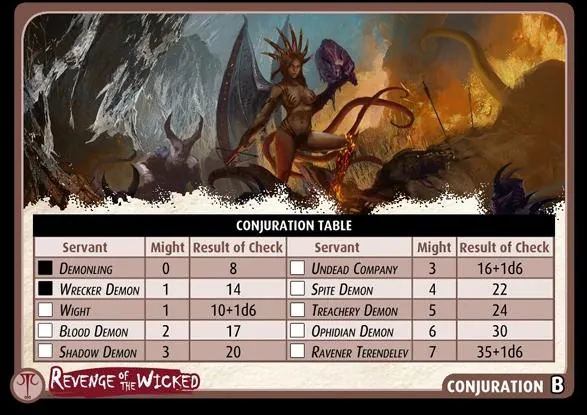 CONJURATION TABLE
Servant Might Result of Check Servant Might Result of Check
DEMONLING 0 8 UNDEAD COMPANY 3 16+1d6
WRECKER DEMON 1 14 SPITE DEMON 4 22
WIGHT 1 10+1d6 TREACHERY DEMON 5 24
BLOOD DEMON 2 17 OPHIDIAN DEMON 6 30
SHADOW DEMON 3 20 RAVENER TERENDELEV 7 35+1d6
REVENGE OF THE WICKED CONJURATION B